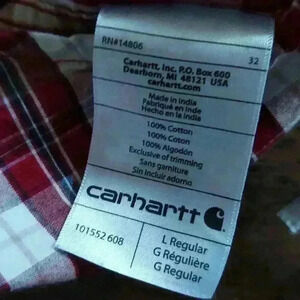 RN#14806 32
Carhartt, Inc. P.O. Box 600
Dearborn, MI 48121 USA
carhartt.com
Made in India
Fabriqué en Inde
Hecho en la India
100% Cotton
100% Coton
100% Algodón
Exclusive of trimming
Sans garniture
Sin incluir adorno
carhartt
101552 608
L Regular
G Régulière
G Regular